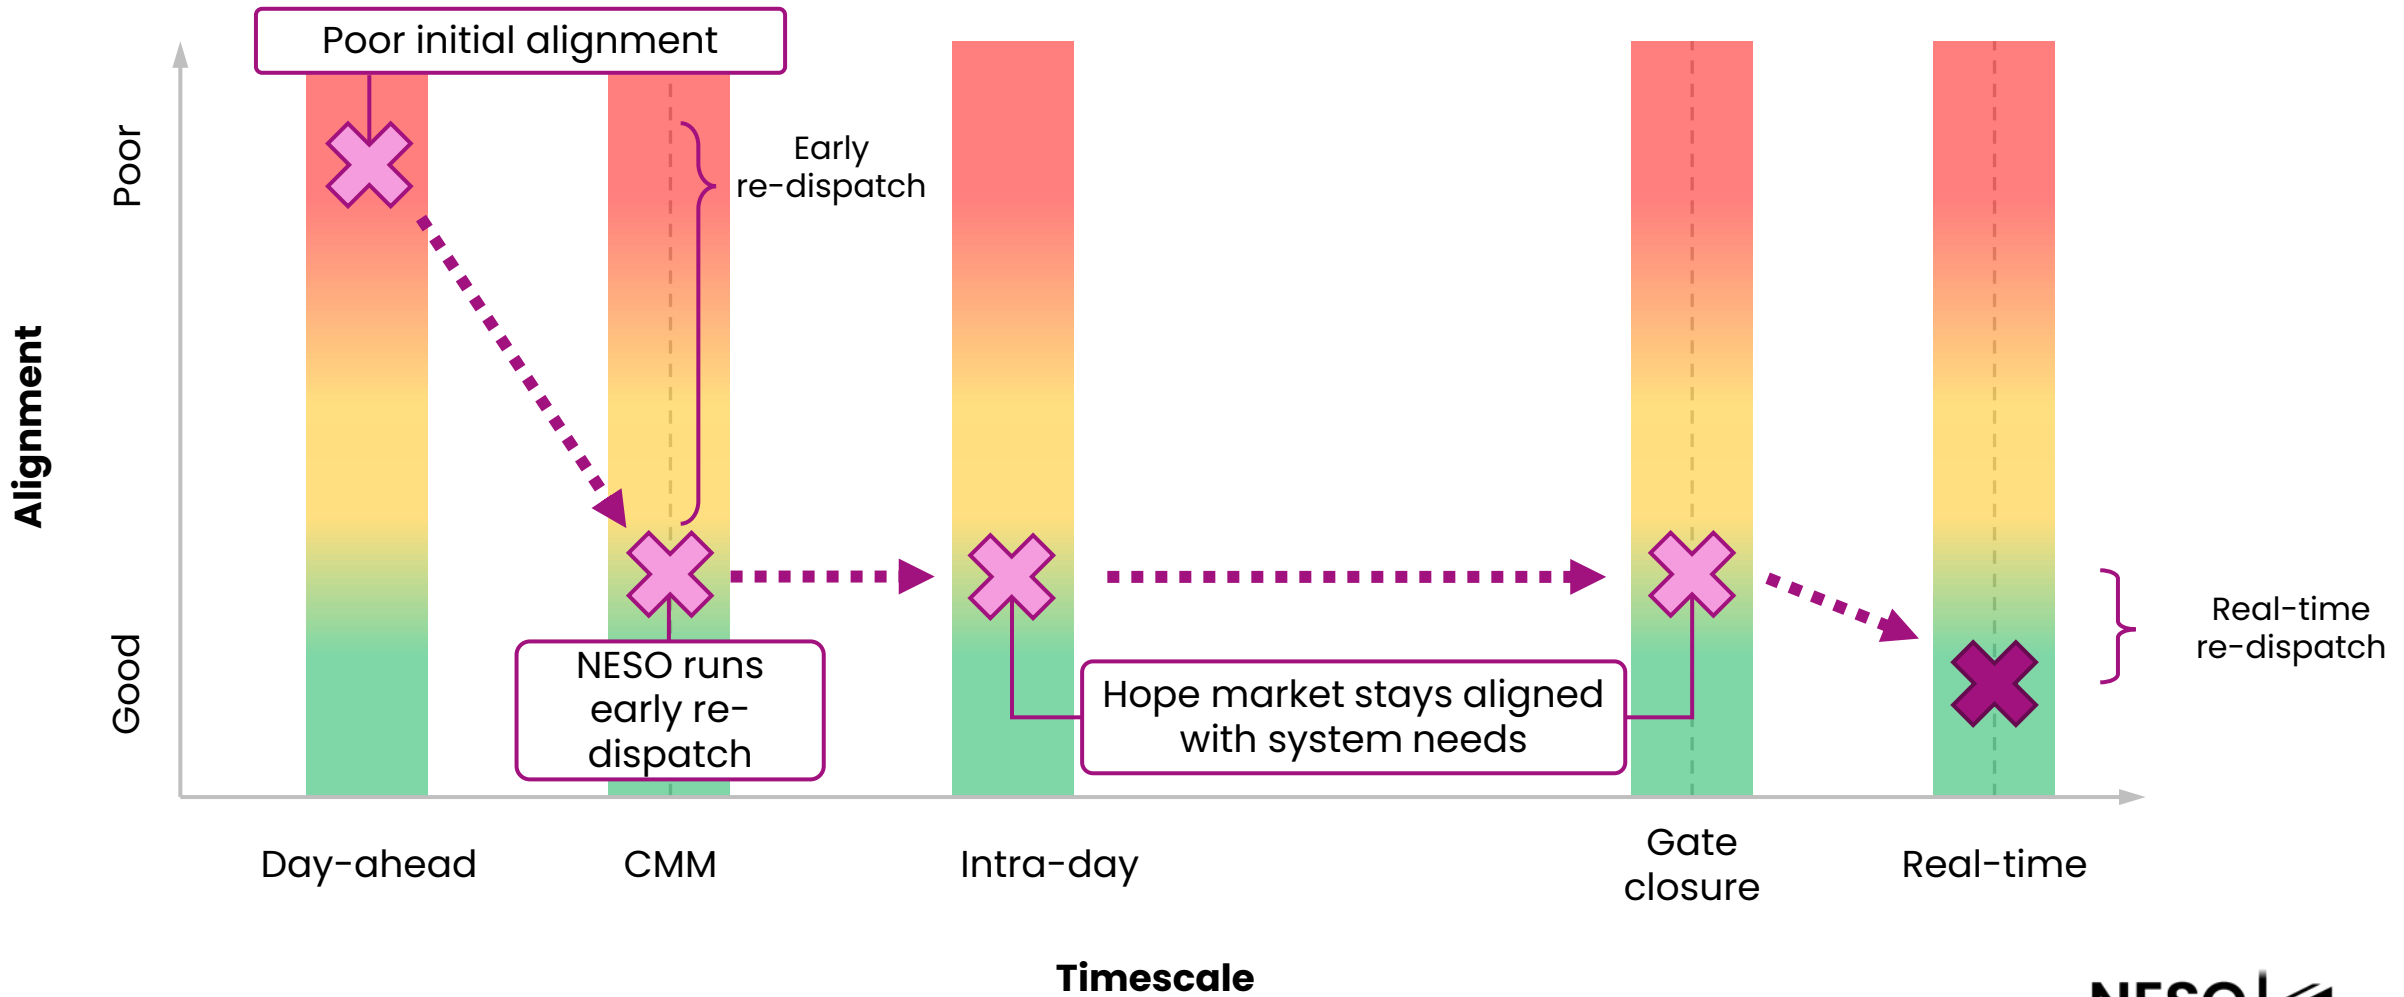 Poor initial alignment
Poor
Early
re-dispatch
Alignment
Good
NESO runs
early re-
dispatch
Hope market stays aligned
with system needs
Real-time
re-dispatch
Day-ahead
CMM
Intra-day
Gate
closure
Real-time
Timescale
NESO